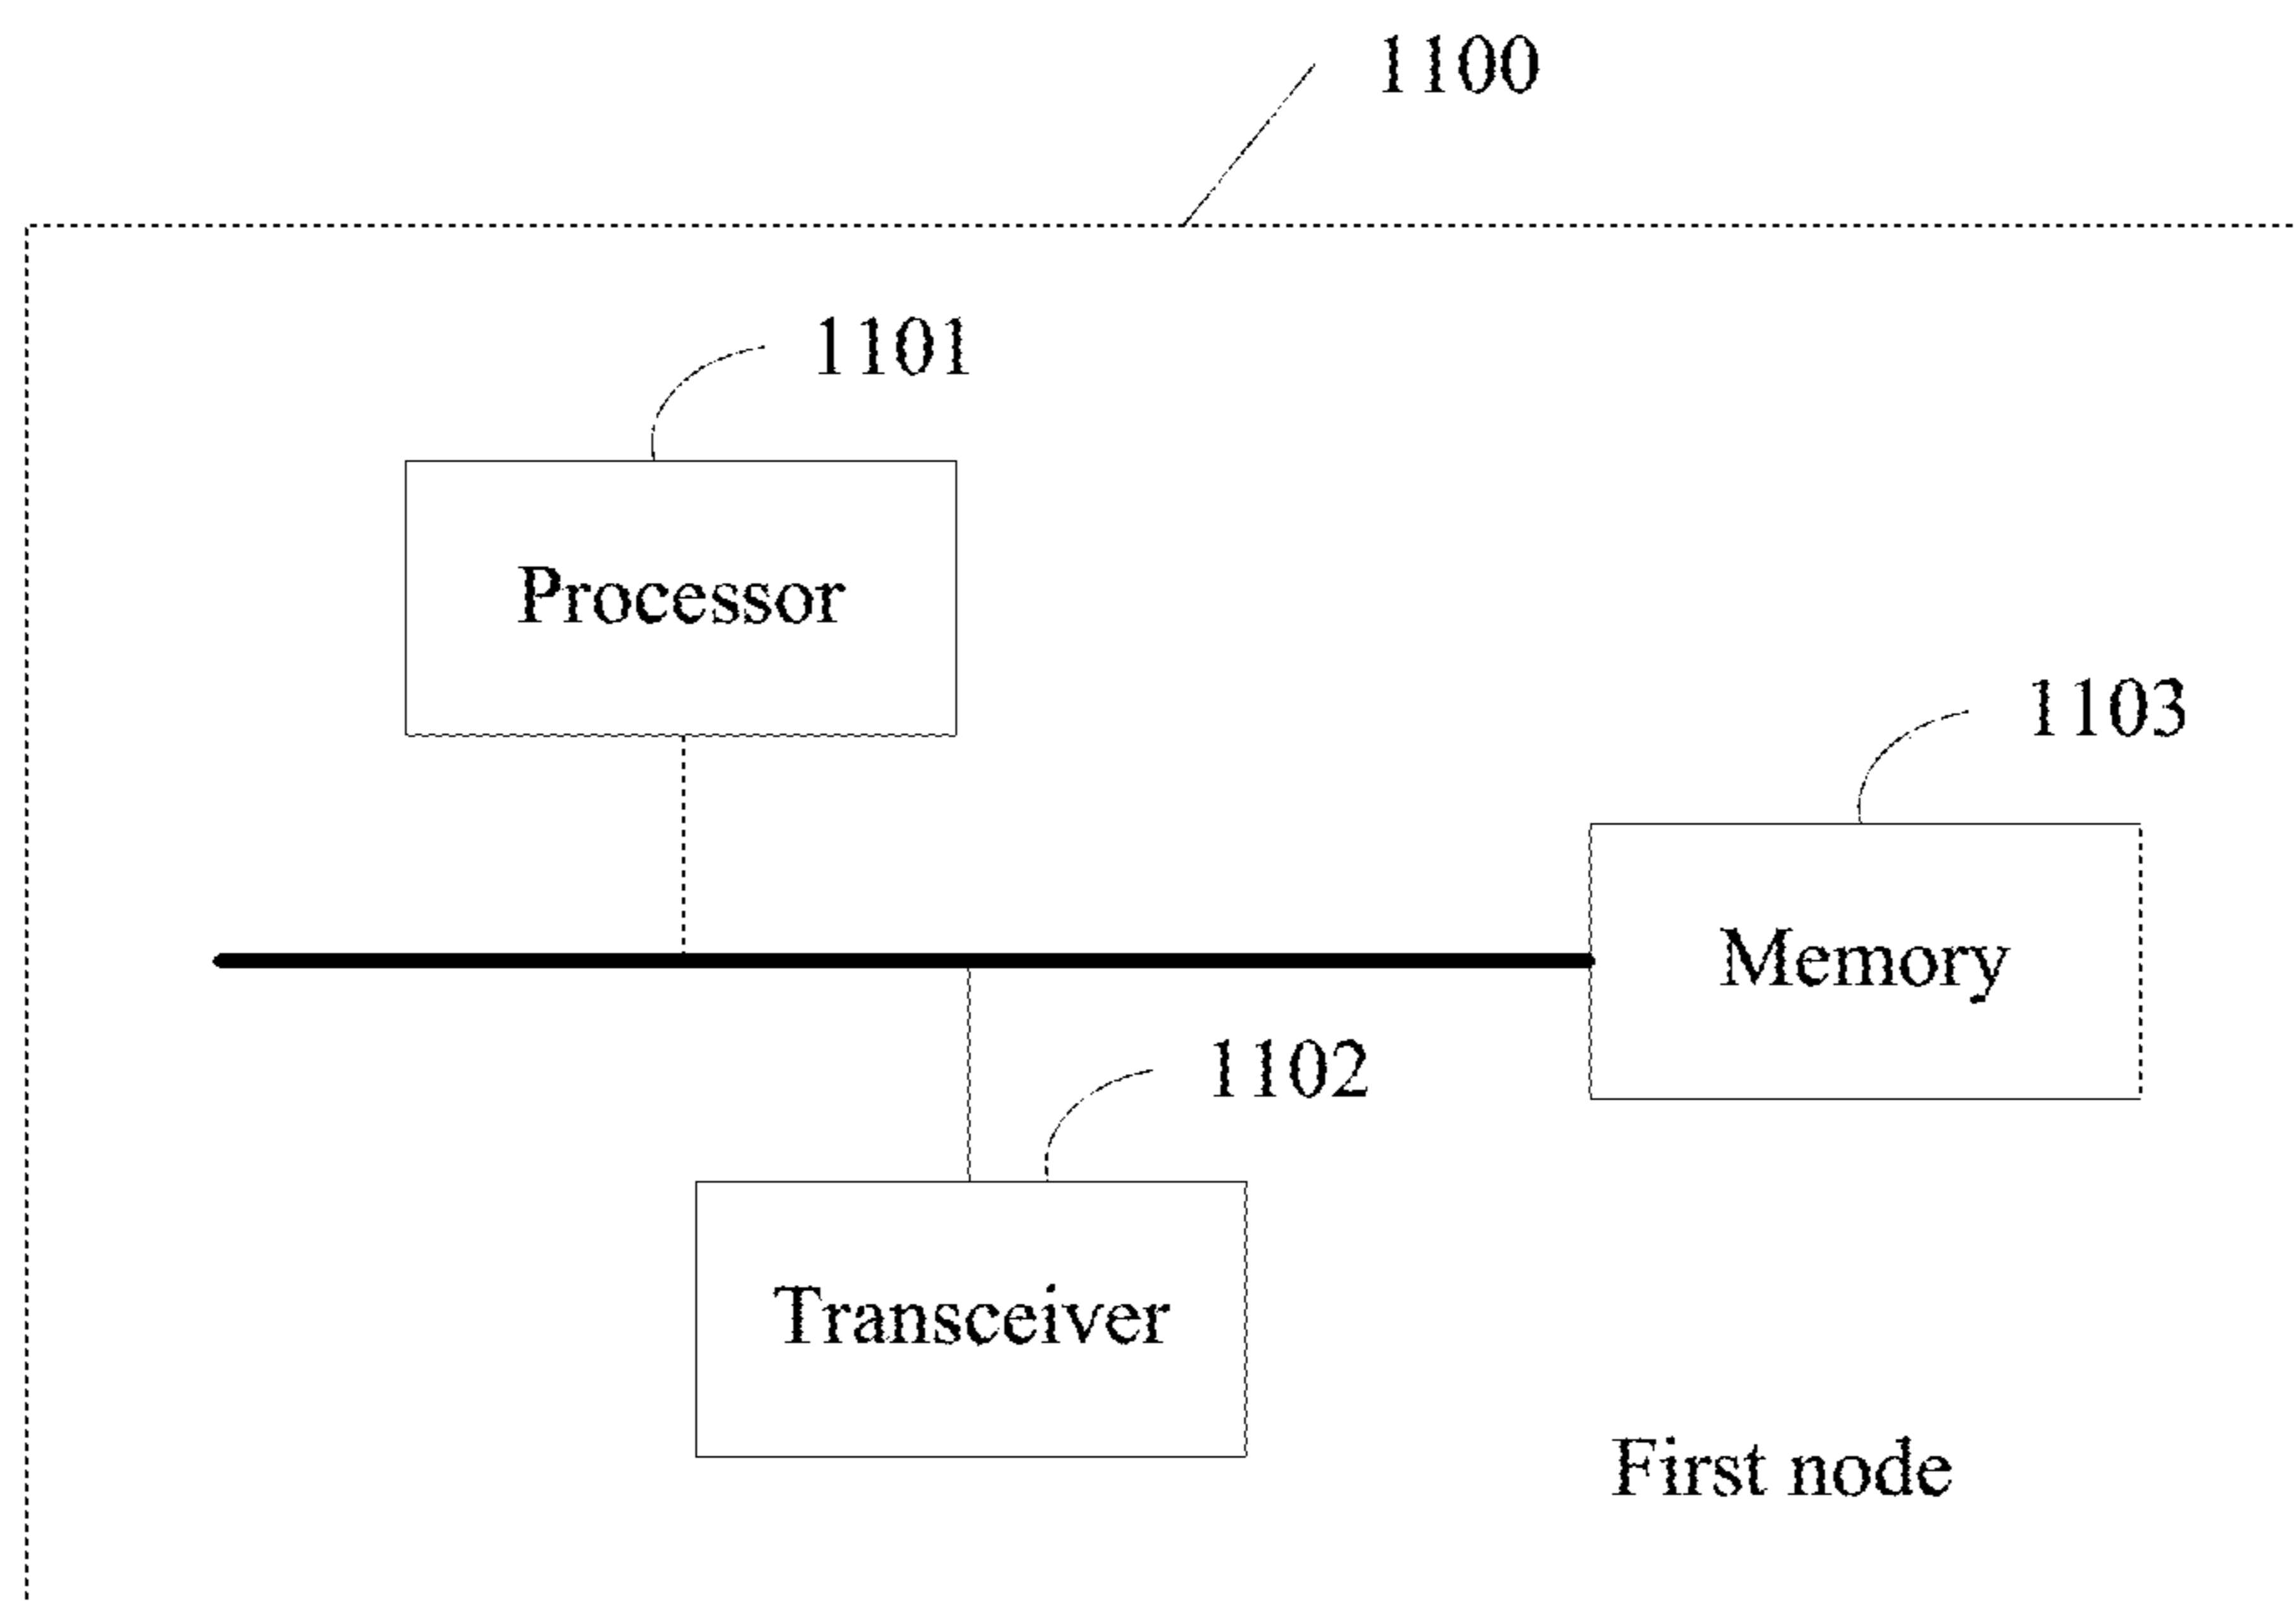 1100
1101
Processor
1103
Memory
1102
Transceiver
First node